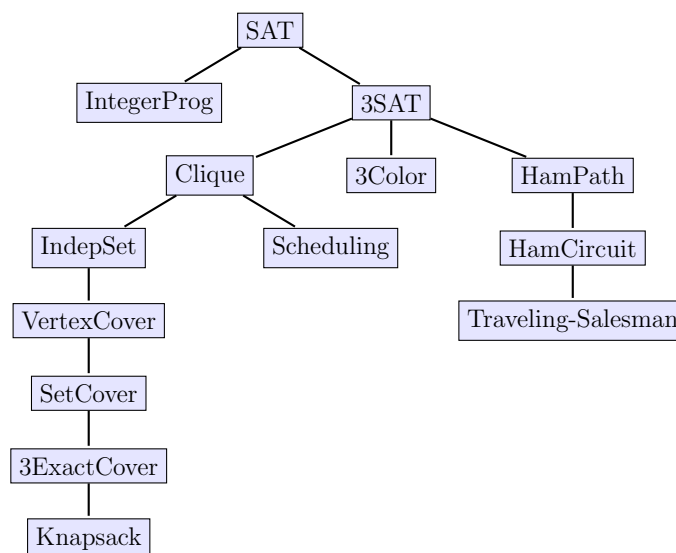 SAT
IntegerProg
3SAT
Clique
3Color
HamPath
IndepSet
Scheduling
HamCircuit
VertexCover
Traveling-Salesman
SetCover
3ExactCover
Knapsack